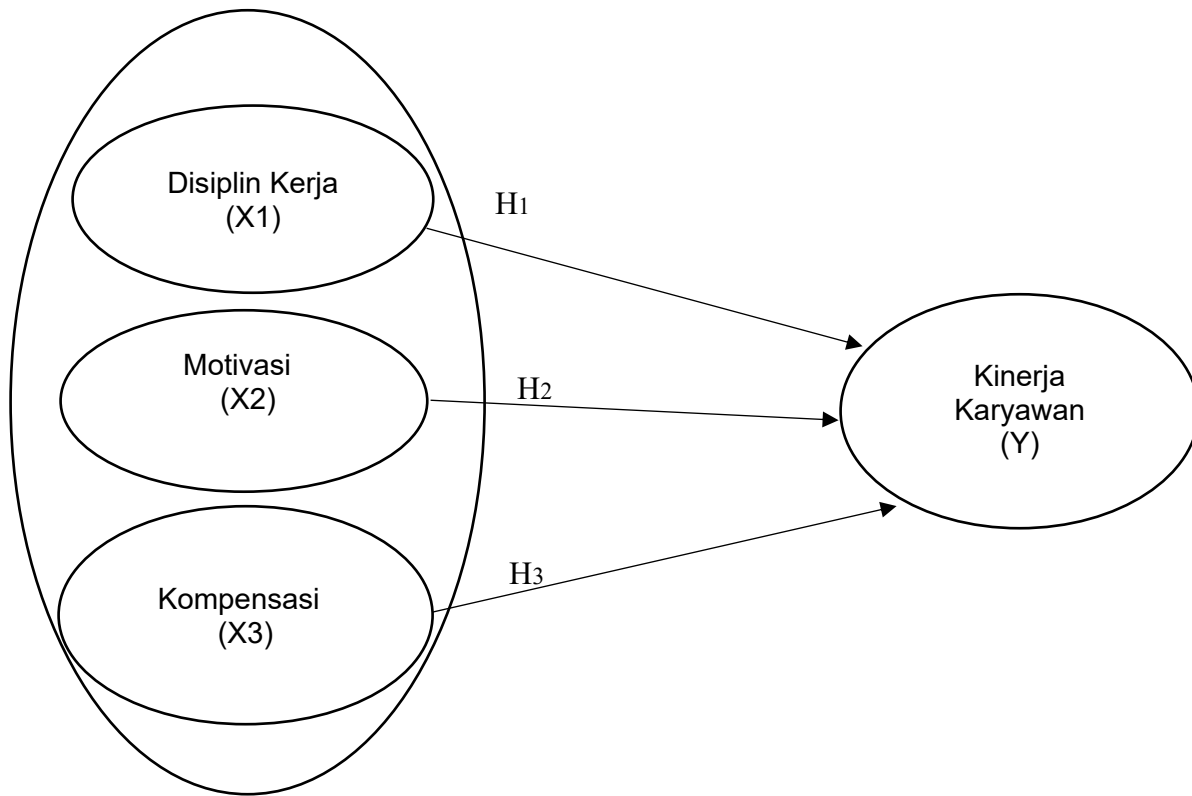 Disiplin Kerja
(X1)
H1
Motivasi
(X2)
H2
Kinerja
Karyawan
(Y)
Kompensasi
(X3)
H3